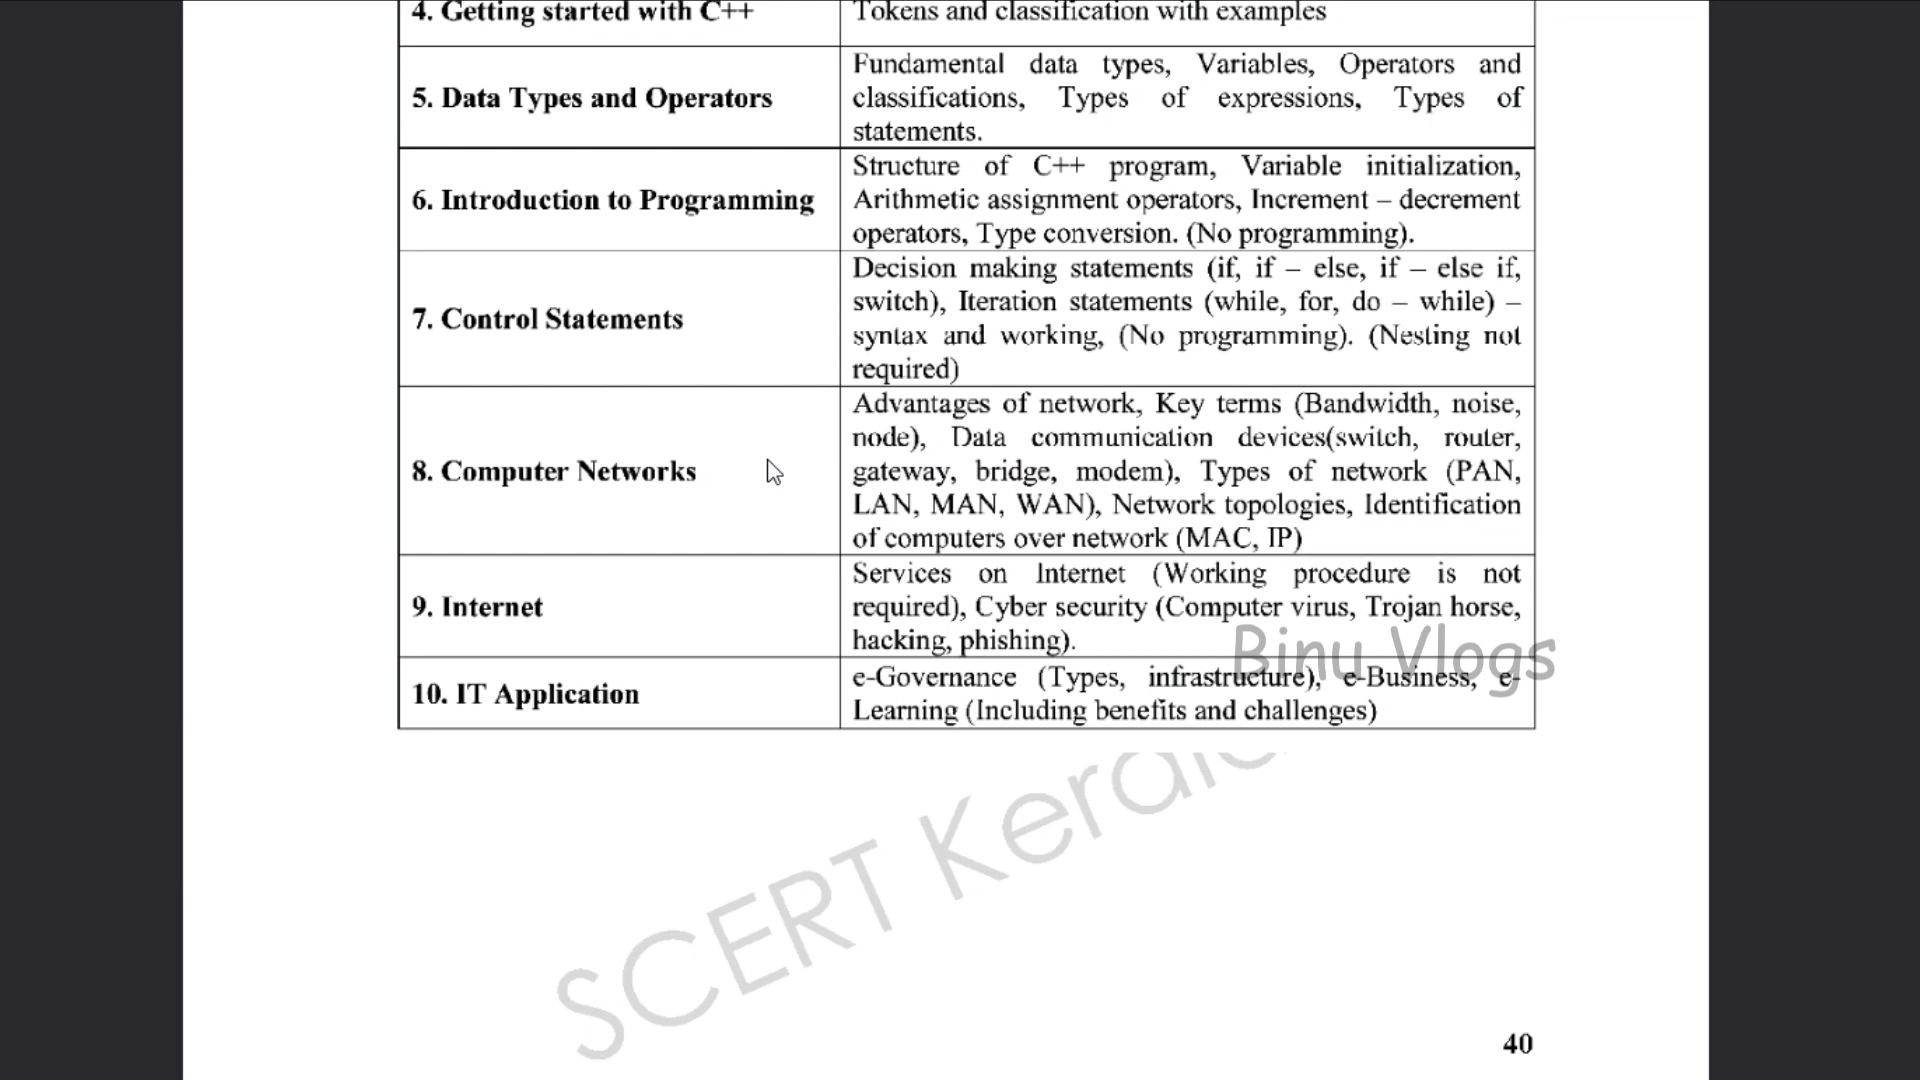 4. Getting started with C++
Tokens and classification with examples
5. Data Types and Operators
Fundamental data types, Variables, Operators and
classifications, Types of expressions, Types of
statements.
6. Introduction to Programming
Structure of C++ program, Variable initialization,
Arithmetic assignment operators, Increment – decrement
operators, Type conversion. (No programming).
7. Control Statements
Decision making statements (if, if – else, if – else if,
switch), Iteration statements (while, for, do – while) –
syntax and working, (No programming). (Nesting not
required)
8. Computer Networks
Advantages of network, Key terms (Bandwidth, noise,
node), Data communication devices(switch, router,
gateway, bridge, modem), Types of network (PAN,
LAN, MAN, WAN), Network topologies, Identification
of computers over network (MAC, IP)
9. Internet
Services on Internet (Working procedure is not
required), Cyber security (Computer virus, Trojan horse,
hacking, phishing).
10. IT Application
e-Governance (Types, infrastructure), e-Business, e-
Learning (Including benefits and challenges)
Binu Vlogs
SCERT Kerala
40